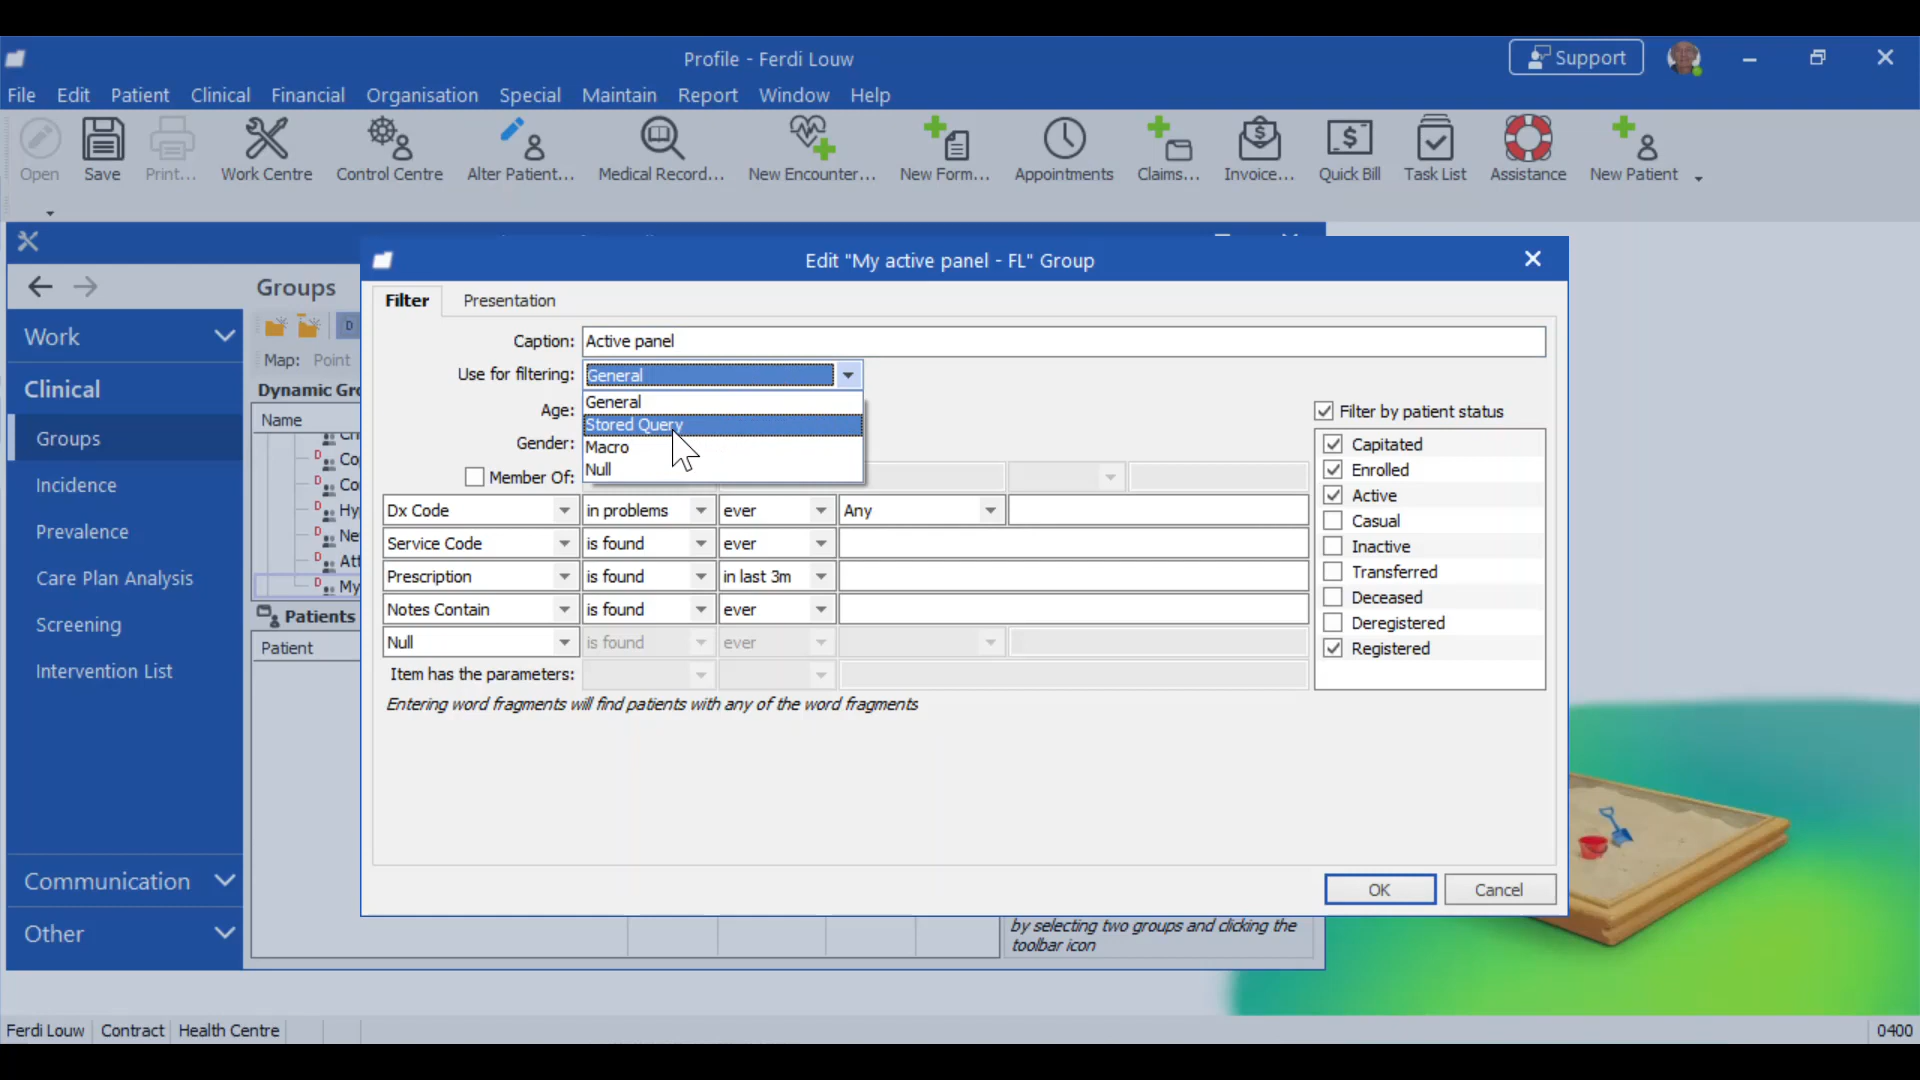 Profile - Ferdi Louw
Support
File Edit Patient Clinical Financial Organisation Special Maintain Report Window Help
Open Save Print... Work Centre Control Centre Alter Patient... Medical Record... New Encounter... New Form... Appointments Claims... Invoice... Quick Bill Task List Assistance New Patient
Groups
Work
Clinical
Groups
Incidence
Prevalence
Care Plan Analysis
Screening
Intervention List
Communication
Other
Map: Point
Dynamic Gro
Name
Co
Co
Hy
Ne
Att
My
Patients
Patient
Edit "My active panel - FL" Group
Filter Presentation
Caption: Active panel
Use for filtering: General
General
Stored Query
Macro
Null
Age:
Gender:
Member Of:
Dx Code in problems ever Any
Service Code is found ever
Prescription is found in last 3m
Notes Contain is found ever
Null is found ever
Item has the parameters:
Entering word fragments will find patients with any of the word fragments
Filter by patient status
Capitated
Enrolled
Active
Casual
Inactive
Transferred
Deceased
Deregistered
Registered
OK Cancel
by selecting two groups and clicking the
toolbar icon
Ferdi Louw Contract Health Centre 0400